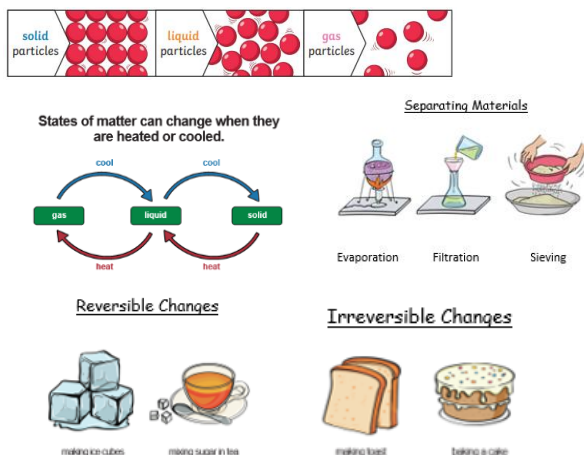 solid
particles
liquid
particles
gas
particles
Separating Materials
States of matter can change when they
are heated or cooled.
cool
cool
gas
liquid
solid
heat
heat
Evaporation
Filtration
Sieving
Reversible Changes
Irreversible Changes
making ice cubes
mixing sugar in tea
making toast
baking a cake